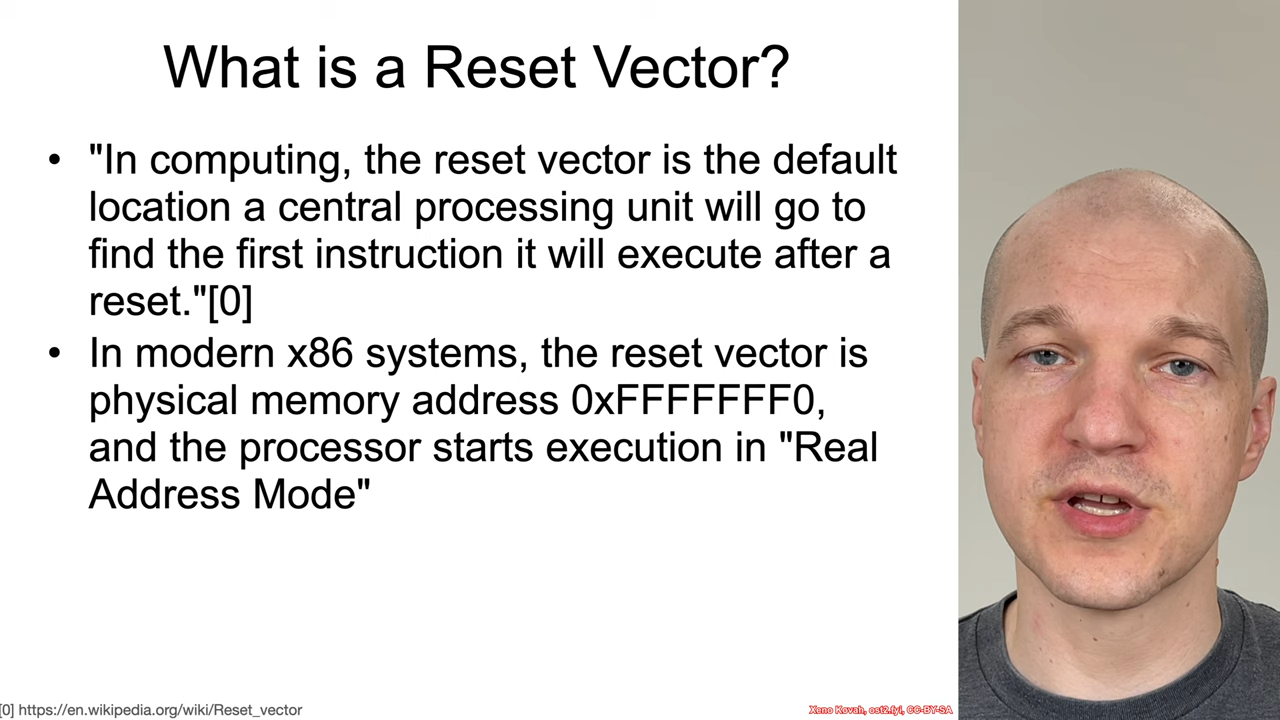 What is a Reset Vector?
• "In computing, the reset vector is the default
location a central processing unit will go to
find the first instruction it will execute after a
reset."[0]
• In modern x86 systems, the reset vector is
physical memory address 0xFFFFFFF0,
and the processor starts execution in "Real
Address Mode"
[0] https://en.wikipedia.org/wiki/Reset_vector
Xeno Kovah, ost2.fyi, CC-BY-SA